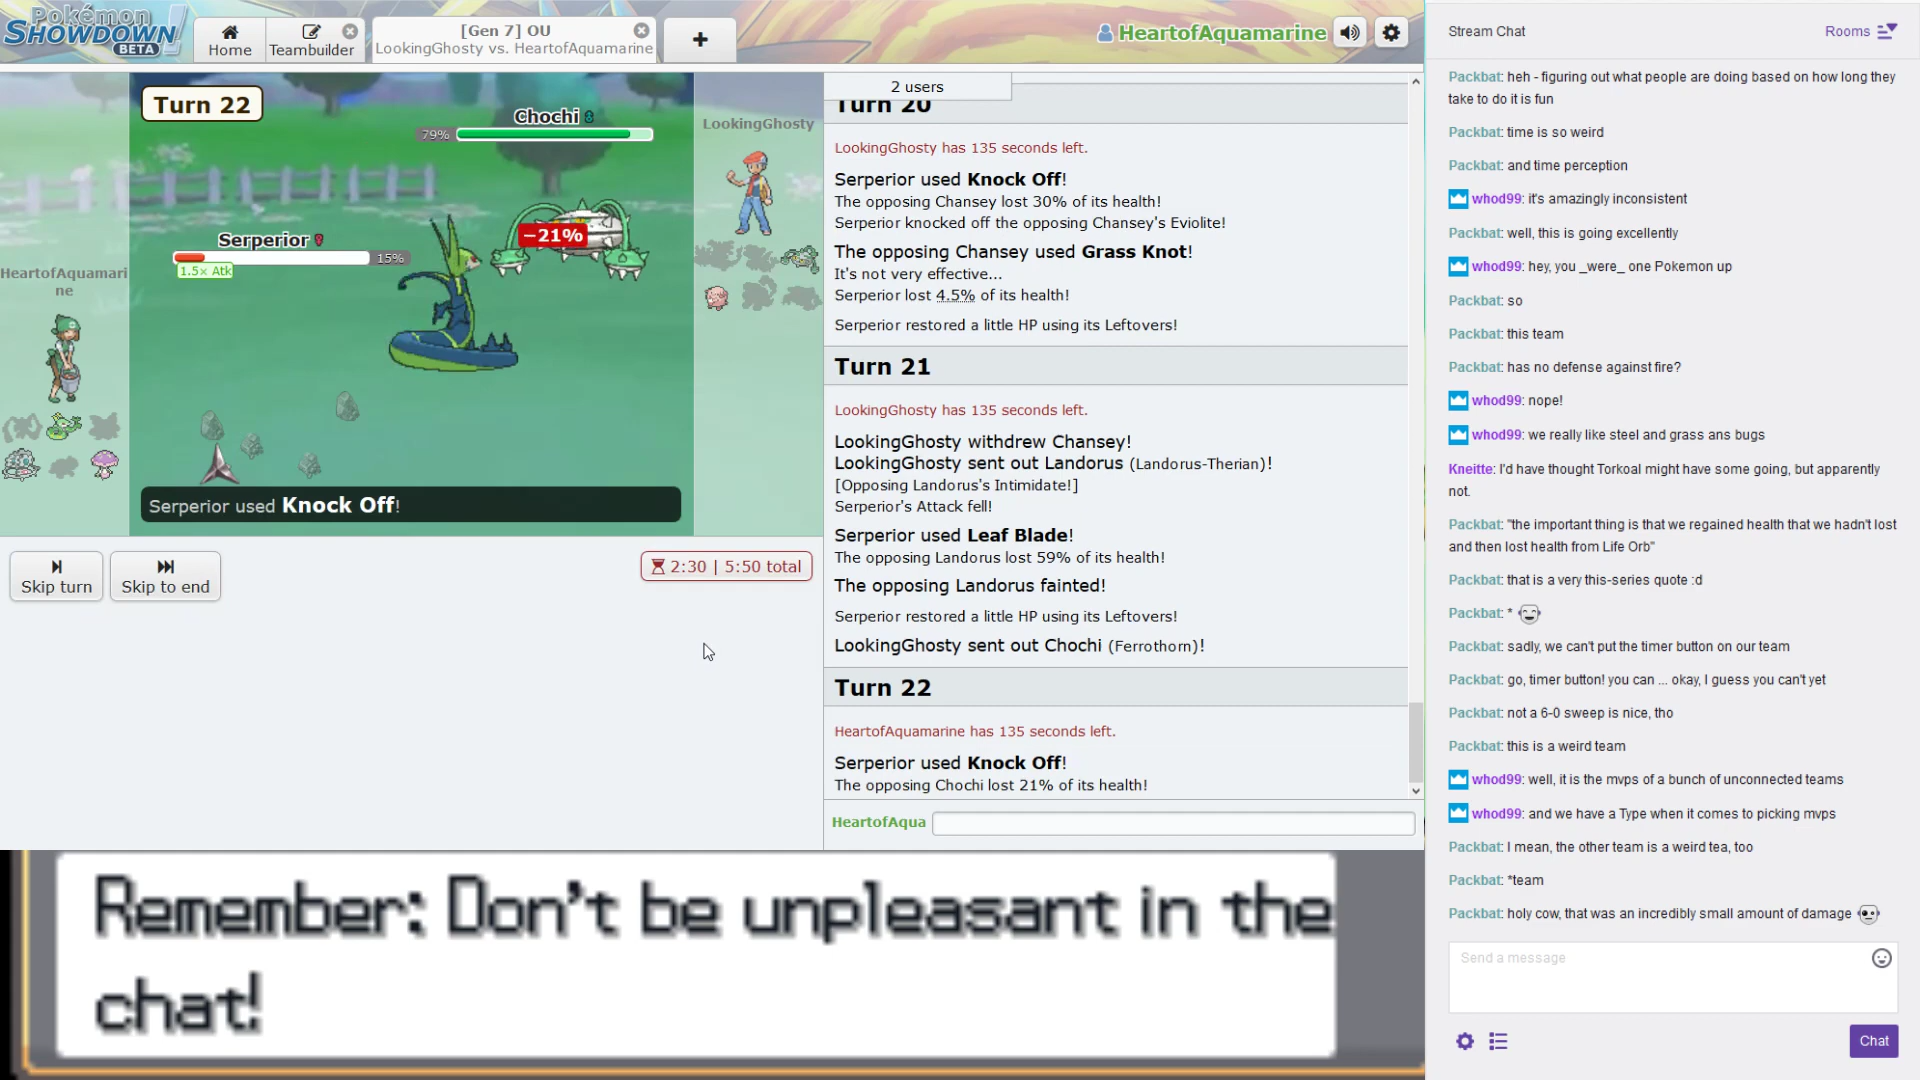 Pokémon
SHOWDOWN!
BETA
Home
Teambuilder
[Gen 7] OU
LookingGhosty vs. HeartofAquamarine
+
HeartofAquamarine
Turn 22
Chochi
79%
-21%
Serperior
15%
1.5× Atk
HeartofAquamari
ne
LookingGhosty
Serperior used Knock Off!
Skip turn
Skip to end
2:30 | 5:50 total
2 users
Turn 20
LookingGhosty has 135 seconds left.
Serperior used Knock Off!
The opposing Chansey lost 30% of its health!
Serperior knocked off the opposing Chansey's Eviolite!
The opposing Chansey used Grass Knot!
It's not very effective...
Serperior lost 4.5% of its health!
Serperior restored a little HP using its Leftovers!
Turn 21
LookingGhosty has 135 seconds left.
LookingGhosty withdrew Chansey!
LookingGhosty sent out Landorus (Landorus-Therian)!
[Opposing Landorus's Intimidate!]
Serperior's Attack fell!
Serperior used Leaf Blade!
The opposing Landorus lost 59% of its health!
The opposing Landorus fainted!
Serperior restored a little HP using its Leftovers!
LookingGhosty sent out Chochi (Ferrothorn)!
Turn 22
HeartofAquamarine has 135 seconds left.
Serperior used Knock Off!
The opposing Chochi lost 21% of its health!
HeartofAqua
Remember: Don't be unpleasant in the
chat!
Stream Chat
Rooms
Packbat: heh - figuring out what people are doing based on how long they
take to do it is fun
Packbat: time is so weird
Packbat: and time perception
whod99: it's amazingly inconsistent
Packbat: well, this is going excellently
whod99: hey, you _were_ one Pokemon up
Packbat: so
Packbat: this team
Packbat: has no defense against fire?
whod99: nope!
whod99: we really like steel and grass ans bugs
Kneitte: I'd have thought Torkoal might have some going, but apparently
not.
Packbat: "the important thing is that we regained health that we hadn't lost
and then lost health from Life Orb"
Packbat: that is a very this-series quote :d
Packbat: *
Packbat: sadly, we can't put the timer button on our team
Packbat: go, timer button! you can ... okay, I guess you can't yet
Packbat: not a 6-0 sweep is nice, tho
Packbat: this is a weird team
whod99: well, it is the mvps of a bunch of unconnected teams
whod99: and we have a Type when it comes to picking mvps
Packbat: I mean, the other team is a weird tea, too
Packbat: *team
Packbat: holy cow, that was an incredibly small amount of damage
Send a message
Chat